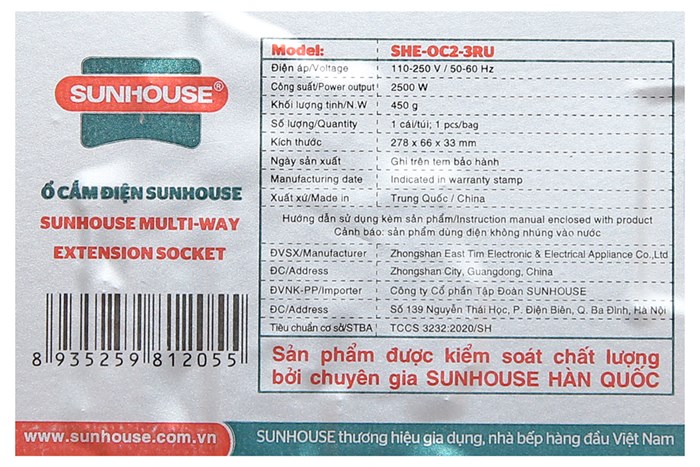 SUNHOUSE®
Ổ CẮM ĐIỆN SUNHOUSE
SUNHOUSE MULTI-WAY
EXTENSION SOCKET
8 935259 812055
Model: SHE-OC2-3RU
Điện áp/Voltage 110-250 V / 50-60 Hz
Công suất/Power output 2500 W
Khối lượng tịnh/N.W 450 g
Số lượng/Quantity 1 cái/túi; 1 pcs/bag
Kích thước 278 x 66 x 33 mm
Ngày sản xuất Ghi trên tem bảo hành
Manufacturing date Indicated in warranty stamp
Xuất xứ/Made in Trung Quốc / China
Hướng dẫn sử dụng kèm sản phẩm/Instruction manual enclosed with product
Cảnh báo: sản phẩm dùng điện không nhúng vào nước
ĐVSX/Manufacturer Zhongshan East Tim Electronic & Electrical Appliance Co.,Ltd
ĐC/Address Zhongshan City, Guangdong, China
ĐVNK-PP/Importer Công ty Cổ phần Tập Đoàn SUNHOUSE
ĐC/Address Số 139 Nguyễn Thái Học, P. Điện Biên, Q. Ba Đình, Hà Nội
Tiêu chuẩn cơ sở/STBA TCCS 3232:2020/SH
Sản phẩm được kiểm soát chất lượng
bởi chuyên gia SUNHOUSE HÀN QUỐC
www.sunhouse.com.vn
SUNHOUSE thương hiệu gia dụng, nhà bếp hàng đầu Việt Nam